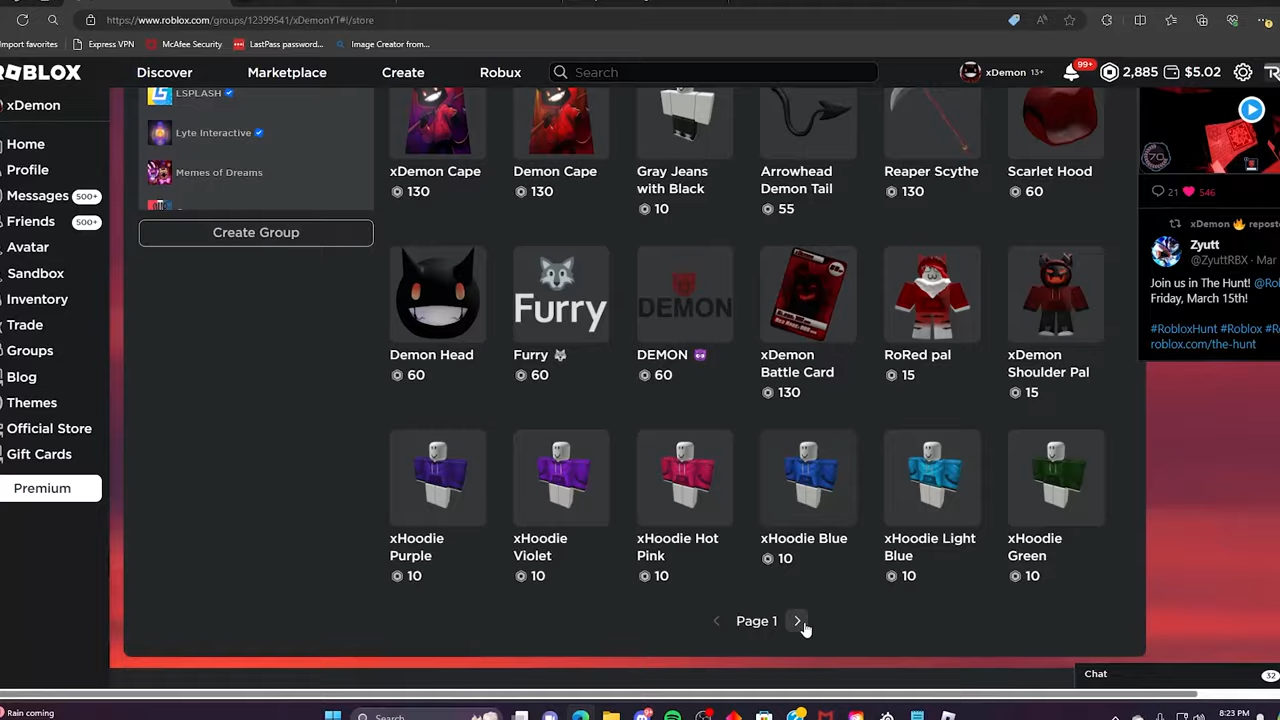 https://www.roblox.com/groups/12399541/xDemonYT#!/store
Import favorites
Express VPN
McAfee Security
LastPass password...
Image Creator from...
ROBLOX
Discover
Marketplace
Create
Robux
Search
xDemon 13+
99+
2,885
$5.02
xDemon
Home
Profile
Messages 500+
Friends 500+
Avatar
Sandbox
Inventory
Trade
Groups
Blog
Themes
Official Store
Gift Cards
Premium
LSPLASH
Lyte Interactive
Memes of Dreams
Create Group
xDemon Cape
130
Demon Cape
130
Gray Jeans
with Black
10
Arrowhead
Demon Tail
55
Reaper Scythe
130
Scarlet Hood
60
Demon Head
60
Furry
Furry 🐺
60
DEMON
DEMON 😈
60
xDemon
Battle Card
130
RoRed pal
15
xDemon
Shoulder Pal
15
xHoodie
Purple
10
xHoodie
Violet
10
xHoodie Hot
Pink
10
xHoodie Blue
10
xHoodie Light
Blue
10
xHoodie
Green
10
< Page 1 >
21 546
xDemon 🔥 repost
Zyutt
@ZyuttRBX · Mar
Join us in The Hunt! @Ro
Friday, March 15th!
#RobloxHunt #Roblox #R
roblox.com/the-hunt
Chat
32
Rain coming
Search
8:23 PM